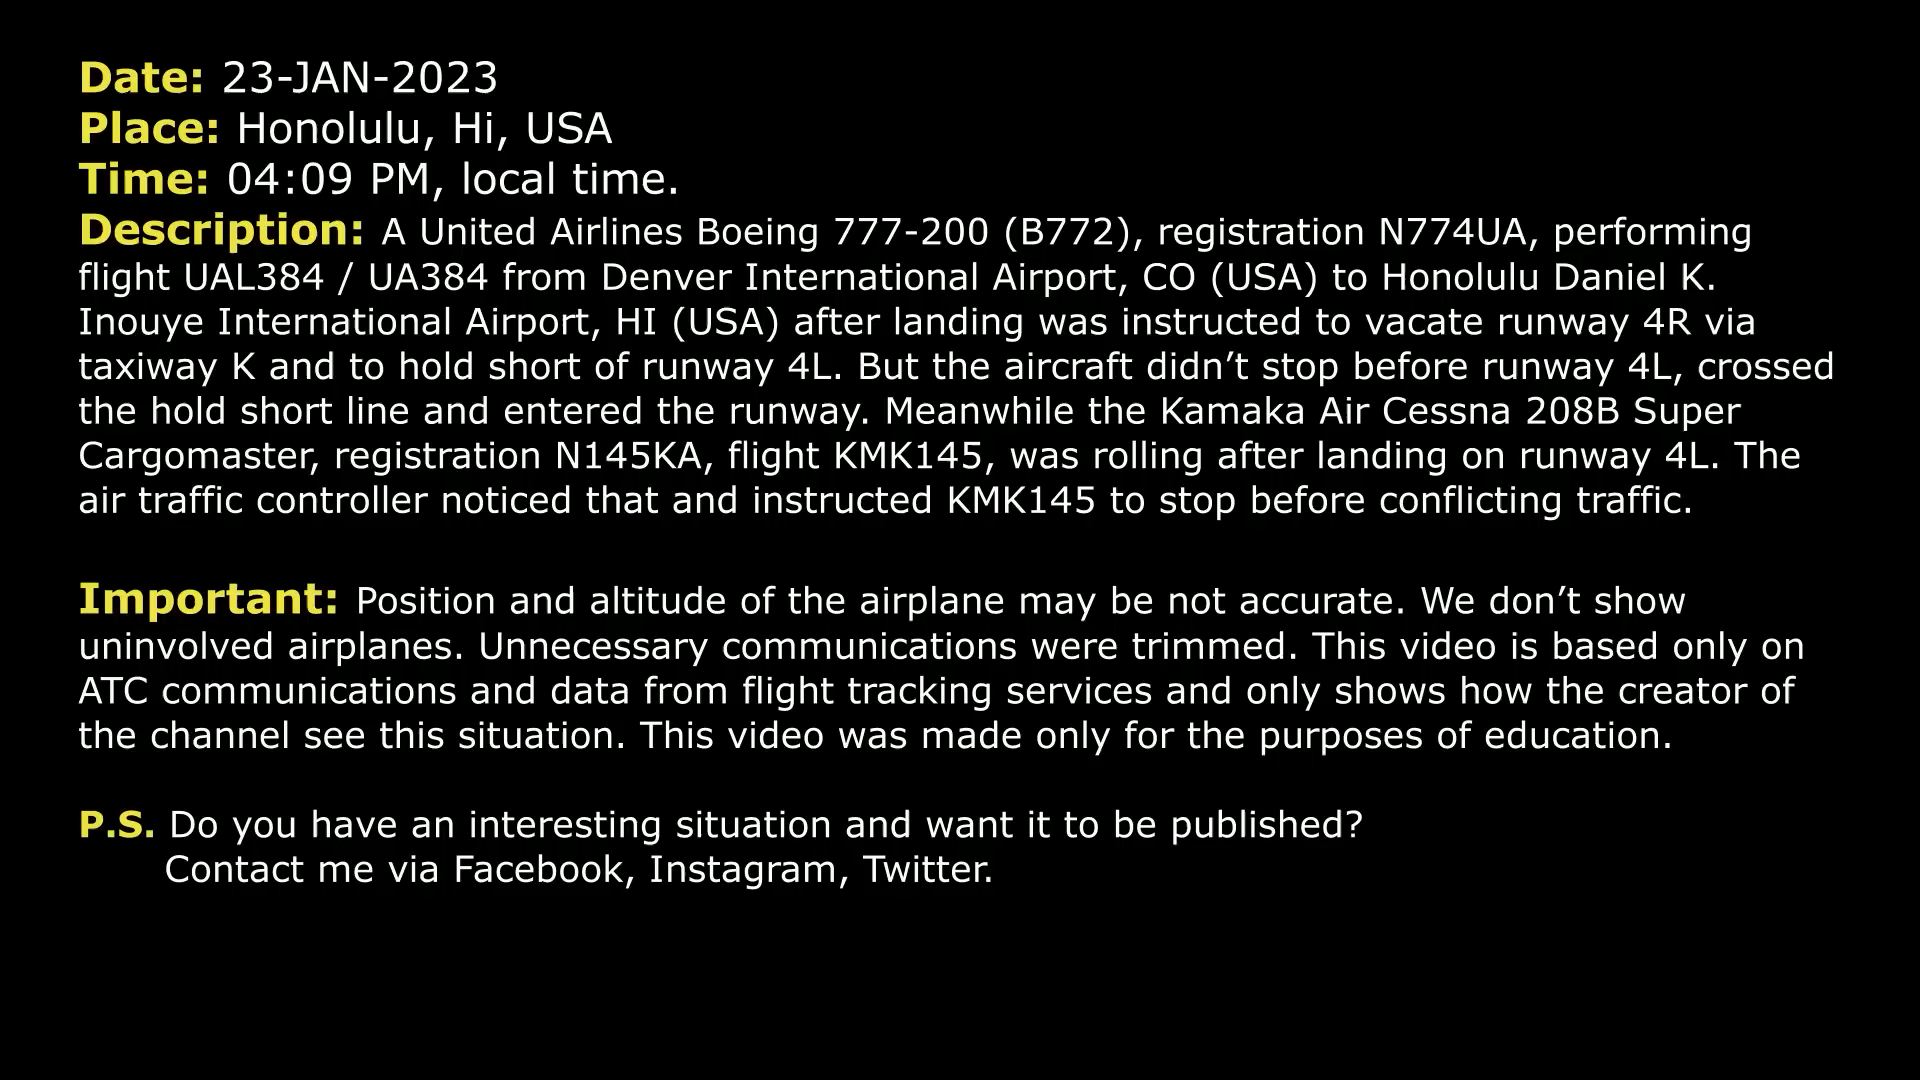 Date: 23-JAN-2023
Place: Honolulu, Hi, USA
Time: 04:09 PM, local time.
Description: A United Airlines Boeing 777-200 (B772), registration N774UA, performing
flight UAL384 / UA384 from Denver International Airport, CO (USA) to Honolulu Daniel K.
Inouye International Airport, HI (USA) after landing was instructed to vacate runway 4R via
taxiway K and to hold short of runway 4L. But the aircraft didn’t stop before runway 4L, crossed
the hold short line and entered the runway. Meanwhile the Kamaka Air Cessna 208B Super
Cargomaster, registration N145KA, flight KMK145, was rolling after landing on runway 4L. The
air traffic controller noticed that and instructed KMK145 to stop before conflicting traffic.
Important: Position and altitude of the airplane may be not accurate. We don’t show
uninvolved airplanes. Unnecessary communications were trimmed. This video is based only on
ATC communications and data from flight tracking services and only shows how the creator of
the channel see this situation. This video was made only for the purposes of education.
P.S. Do you have an interesting situation and want it to be published?
Contact me via Facebook, Instagram, Twitter.